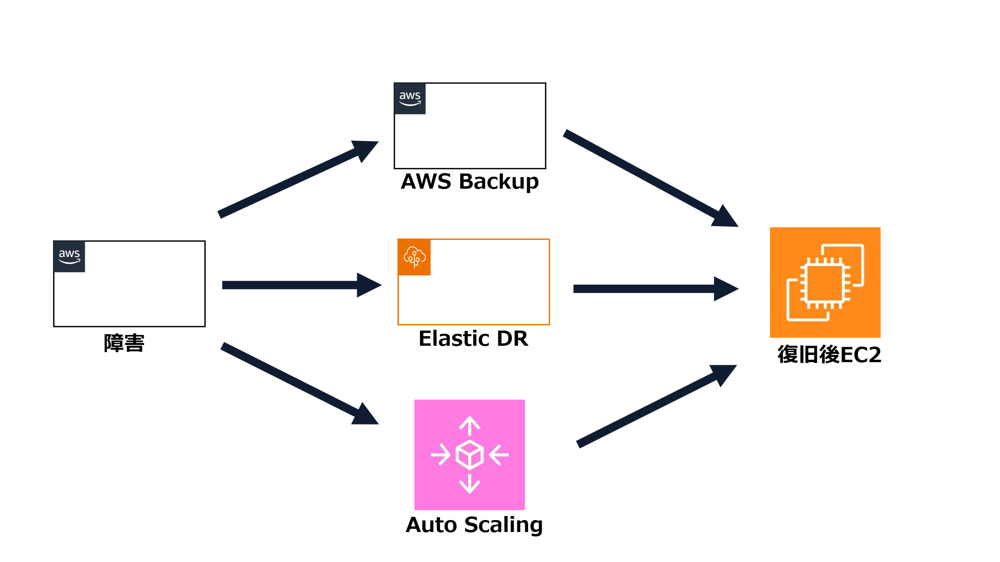 aws
AWS Backup
aws
障害
Elastic DR
復旧後EC2
Auto Scaling